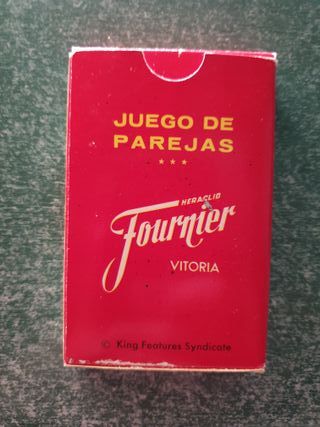 JUEGO DE
PAREJAS
***
HERACLIO
Fournier
VITORIA
© King Features Syndicate